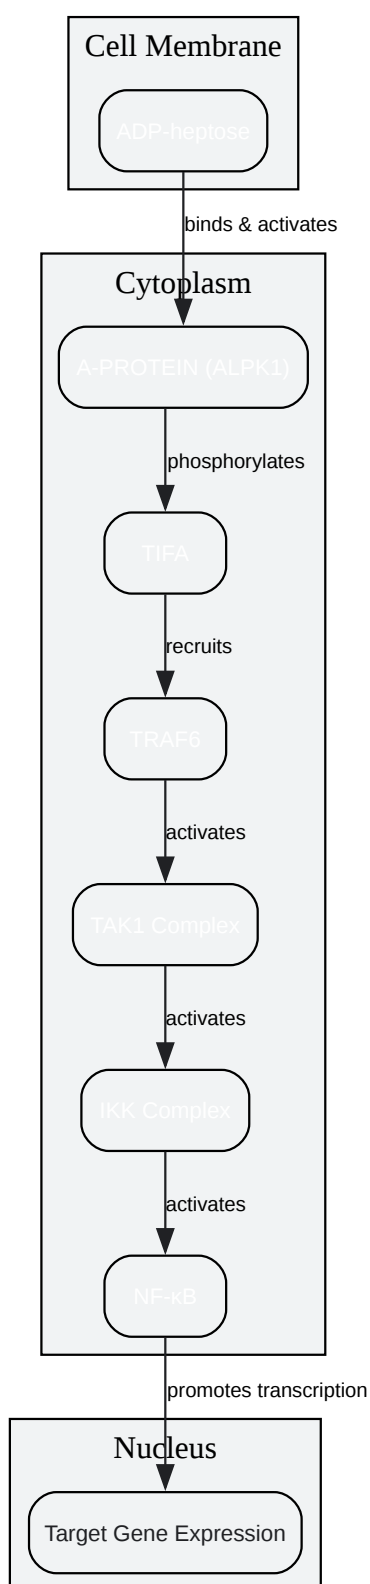 Cell Membrane
ADP-heptose
binds & activates
Cytoplasm
A-PROTEIN (ALPK1)
phosphorylates
TIFA
recruits
TRAF6
activates
TAK1 Complex
activates
IKK Complex
activates
NF-κB
promotes transcription
Nucleus
Target Gene Expression